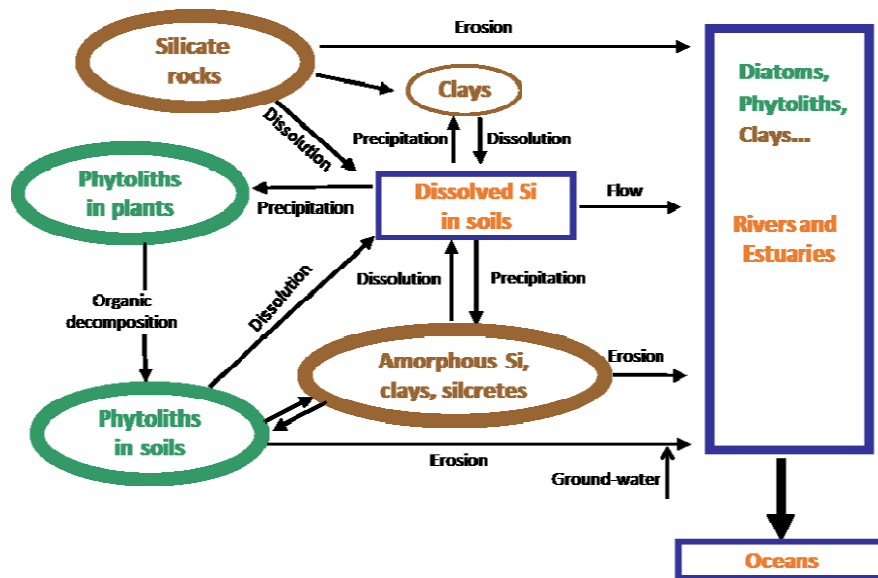 Erosion
Silicate
rocks
Diatoms,
Phytoliths,
Clays...
Clays
Dissolution
Precipitation
Dissolution
Phytoliths
in plants
Precipitation
Dissolved Si
in soils
Flow
Rivers and
Estuaries
Dissolution
Dissolution
Precipitation
Organic
decomposition
Amorphous Si,
clays, silcretes
Erosion
Phytoliths
in soils
Erosion
Ground-water
Oceans